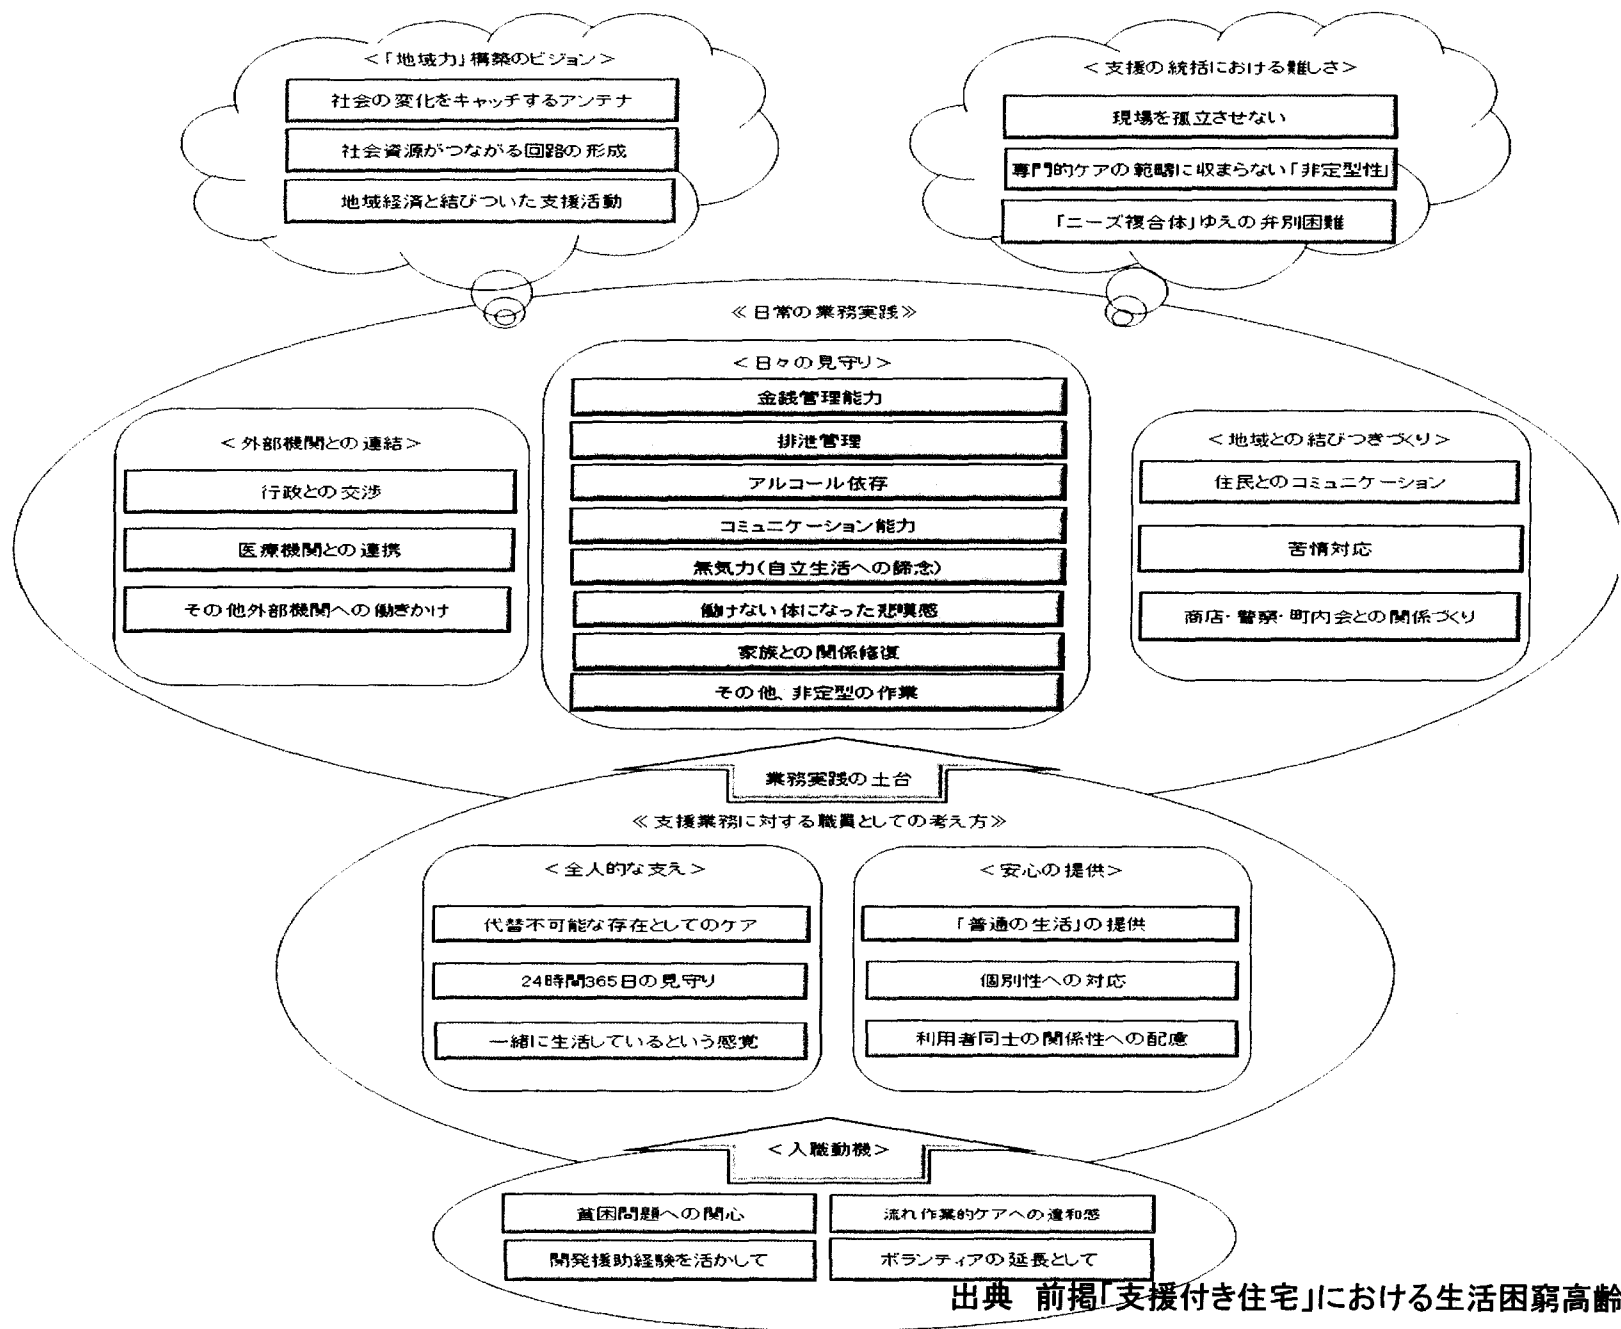 ＜「地域力」構築のビジョン＞
社会の変化をキャッチするアンテナ
社会資源がつながる回路の形成
地域経済と結びついた支援活動
＜支援の統括における難しさ＞
現場を孤立させない
専門的ケアの範疇に収まらない「非定型性」
「ニーズ複合体」ゆえの弁別困難
≪日常の業務実践≫
＜外部機関との連結＞
行政との交渉
医療機関との連携
その他外部機関への働きかけ
＜日々の見守り＞
金銭管理能力
排泄管理
アルコール依存
コミュニケーション能力
無気力（自立生活への諦念）
働けない体になった悲嘆感
家族との関係修復
その他、非定型の作業
＜地域との結びつきづくり＞
住民とのコミュニケーション
苦情対応
商店・警察・町内会との関係づくり
業務実践の土台
≪支援業務に対する職員としての考え方≫
＜全人的な支え＞
代替不可能な存在としてのケア
24時間365日の見守り
一緒に生活しているという感覚
＜安心の提供＞
「普通の生活」の提供
個別性への対応
利用者同士の関係性への配慮
＜入職動機＞
貧困問題への関心
流れ作業的ケアへの違和感
開発援助経験を活かして
ボランティアの延長として
出典　前掲「支援付き住宅」における生活困窮高齢